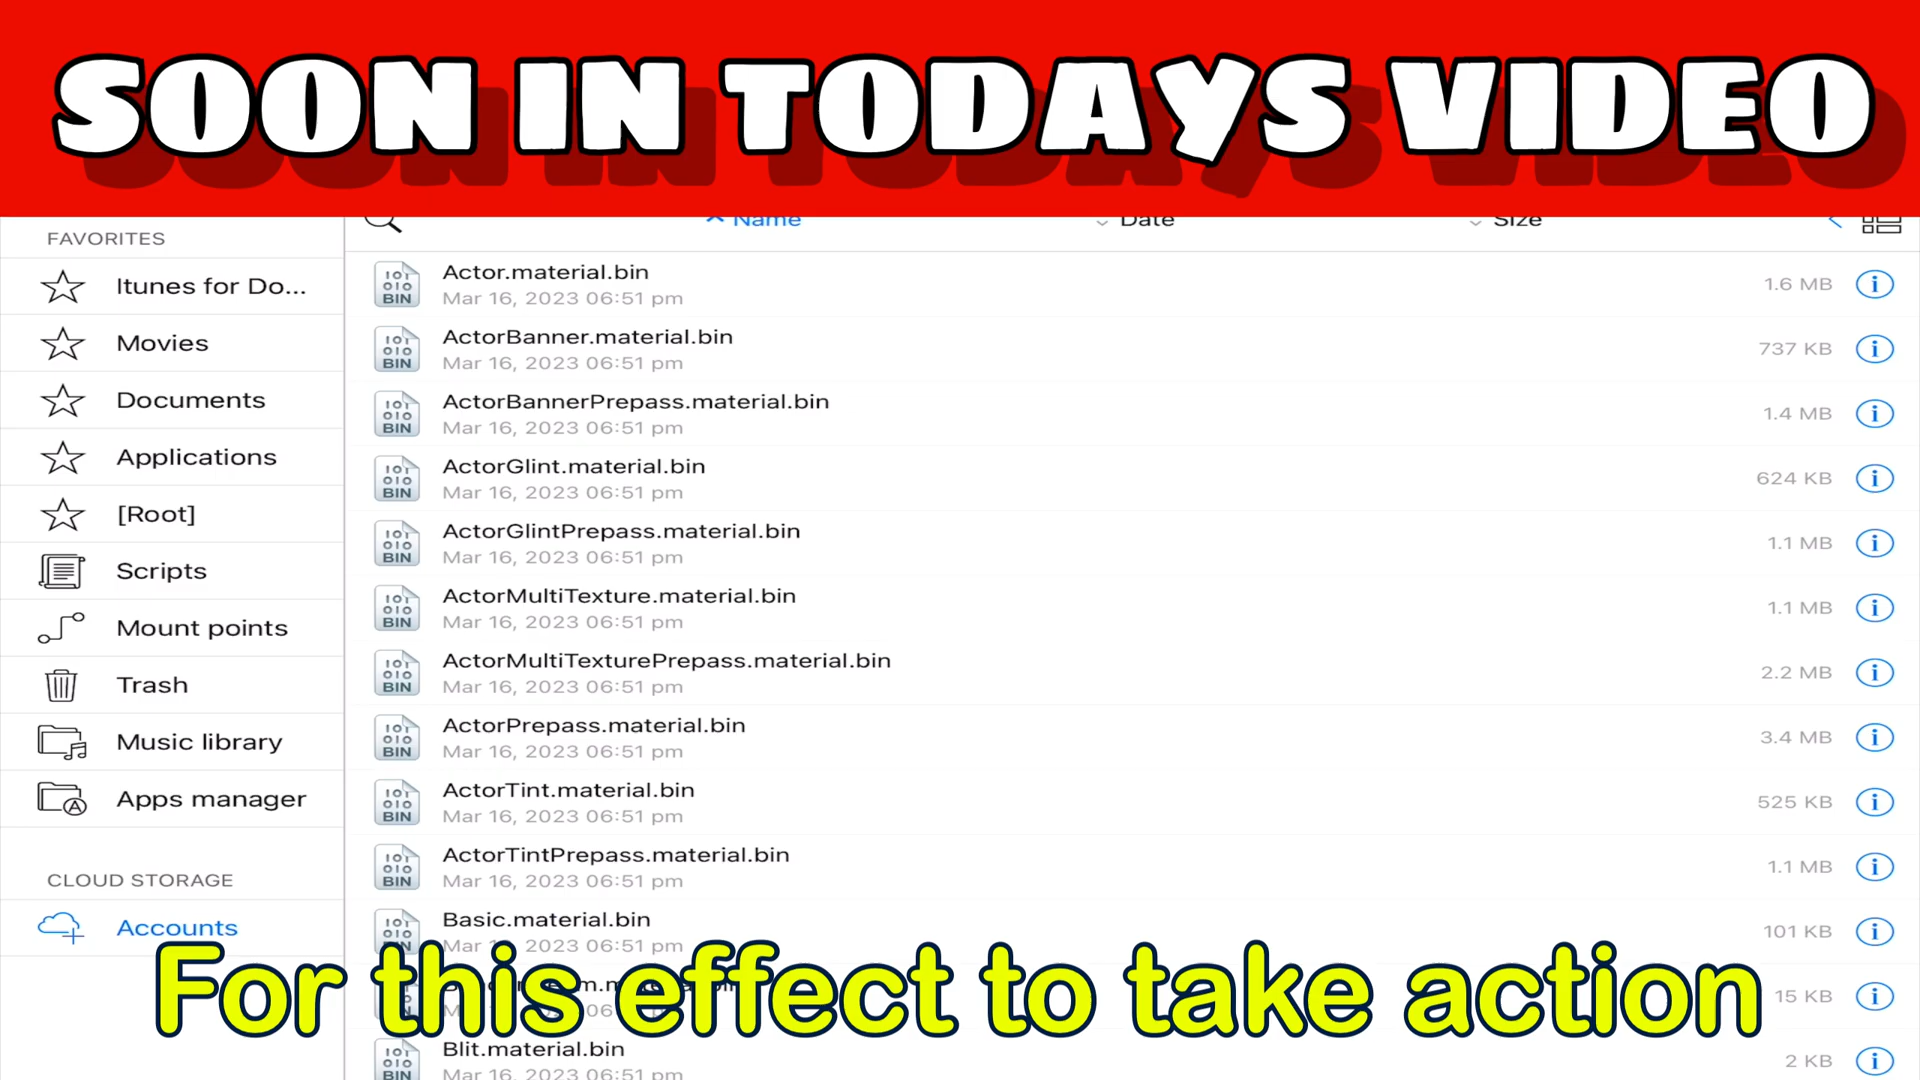 SOON IN TODAYS VIDEO
Name
Date
Size
FAVORITES
Itunes for Do...
Movies
Documents
Applications
[Root]
Scripts
Mount points
Trash
Music library
Apps manager
CLOUD STORAGE
Accounts
Actor.material.bin
Mar 16, 2023 06:51 pm
1.6 MB
ActorBanner.material.bin
Mar 16, 2023 06:51 pm
737 KB
ActorBannerPrepass.material.bin
Mar 16, 2023 06:51 pm
1.4 MB
ActorGlint.material.bin
Mar 16, 2023 06:51 pm
624 KB
ActorGlintPrepass.material.bin
Mar 16, 2023 06:51 pm
1.1 MB
ActorMultiTexture.material.bin
Mar 16, 2023 06:51 pm
1.1 MB
ActorMultiTexturePrepass.material.bin
Mar 16, 2023 06:51 pm
2.2 MB
ActorPrepass.material.bin
Mar 16, 2023 06:51 pm
3.4 MB
ActorTint.material.bin
Mar 16, 2023 06:51 pm
525 KB
ActorTintPrepass.material.bin
Mar 16, 2023 06:51 pm
1.1 MB
Basic.material.bin
Mar 16, 2023 06:51 pm
101 KB
15 KB
Blit.material.bin
Mar 16, 2023 06:51 pm
2 KB
For this effect to take action